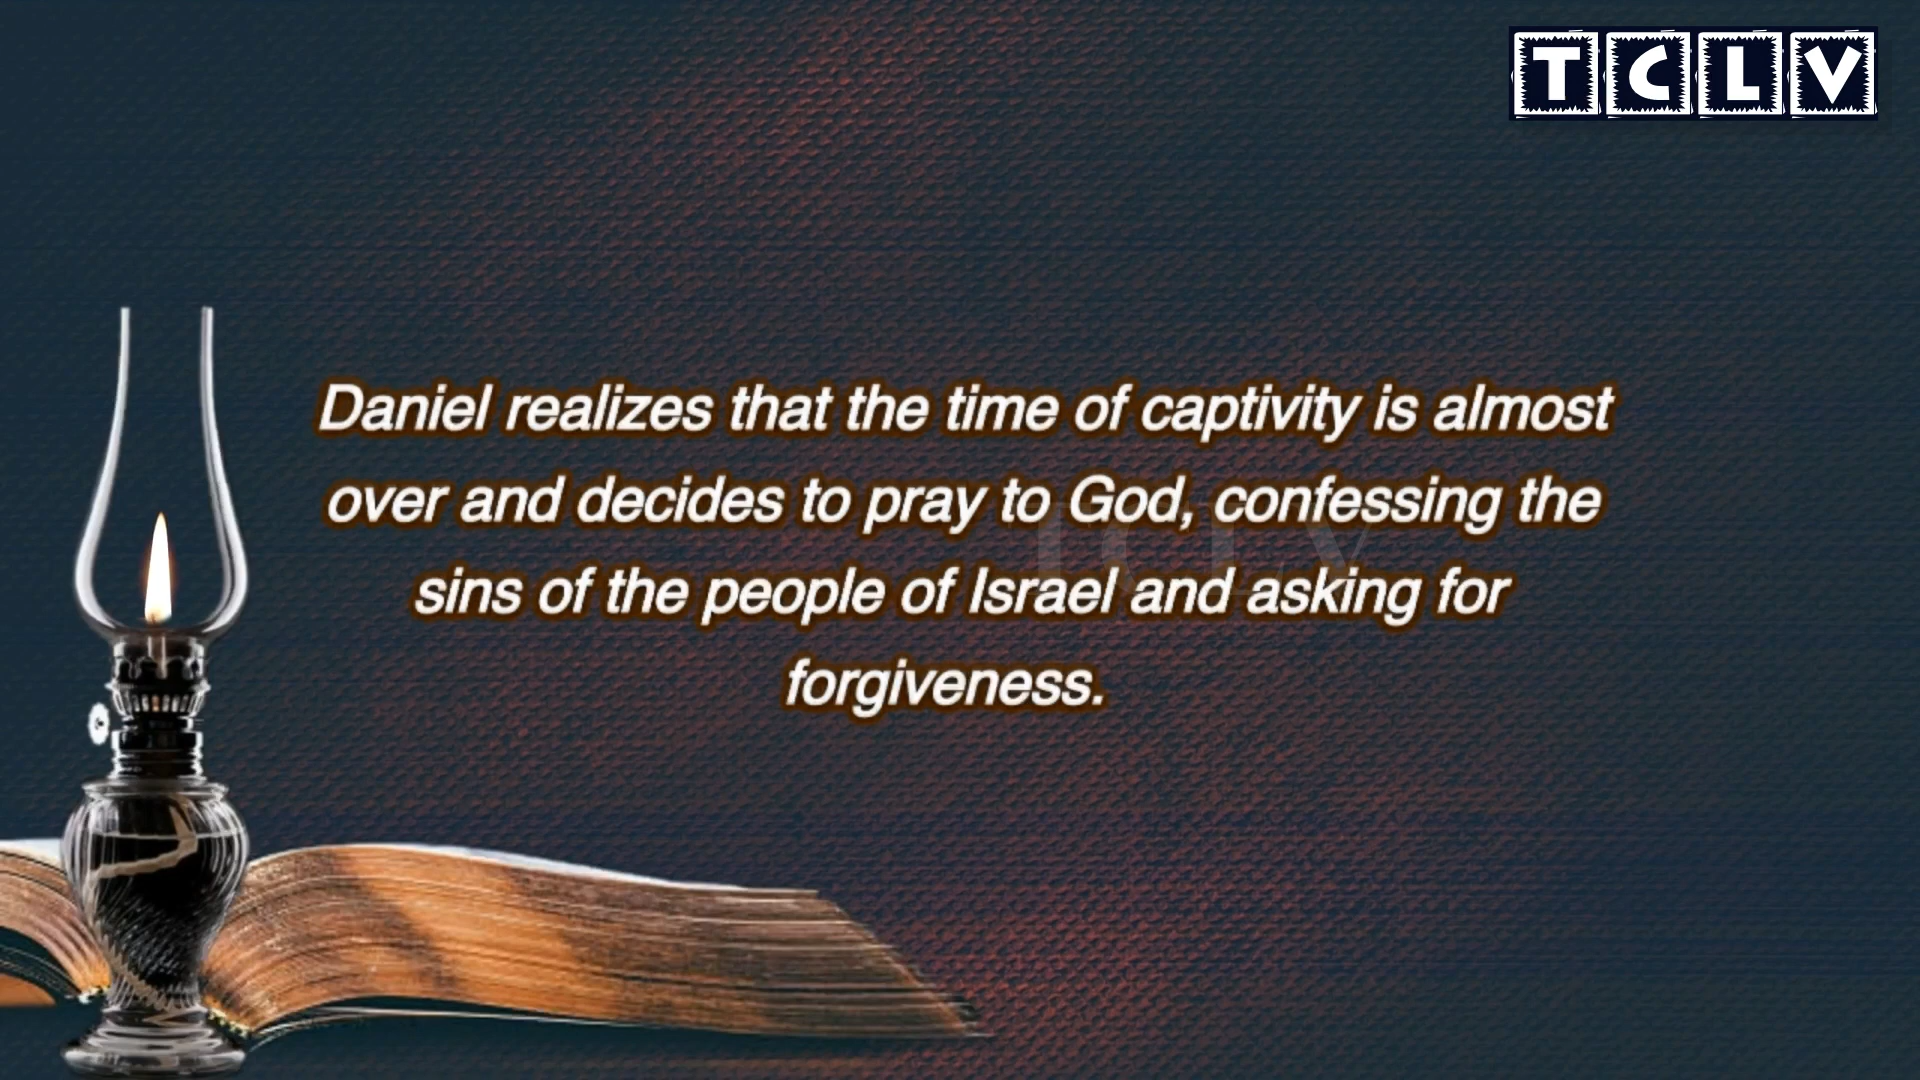 TCLV
Daniel realizes that the time of captivity is almost
over and decides to pray to God, confessing the
sins of the people of Israel and asking for
forgiveness.
TCLV